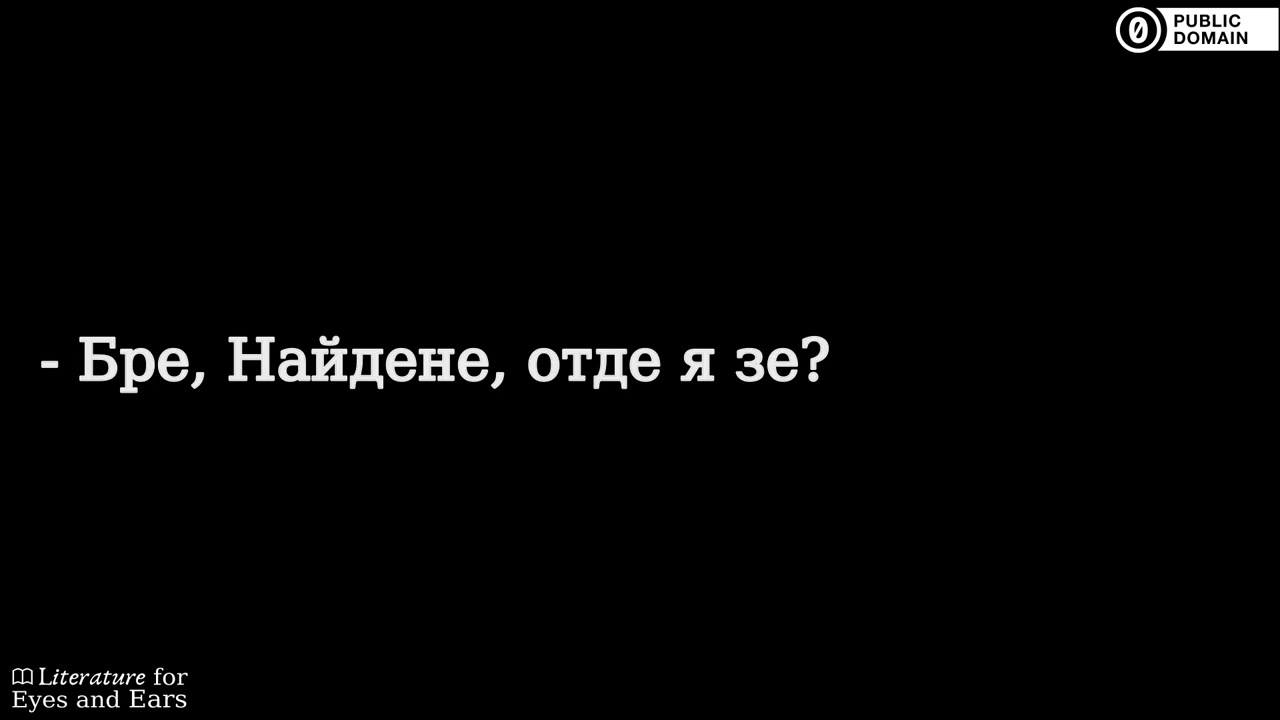 PUBLIC
DOMAIN
- Бре, Найдене, отде я зе?
Literature for
Eyes and Ears